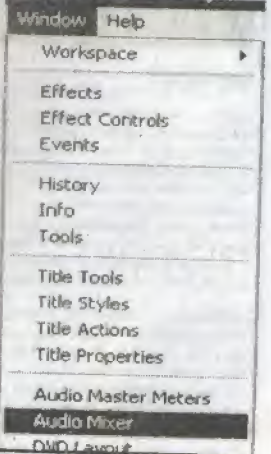 Window Help
Workspace
Effects
Effect Controls
Events
History
Info
Tools
Title Tools
Title Styles
Title Actions
Title Properties
Audio Master Meters
Audio Mixer
DVD Layout